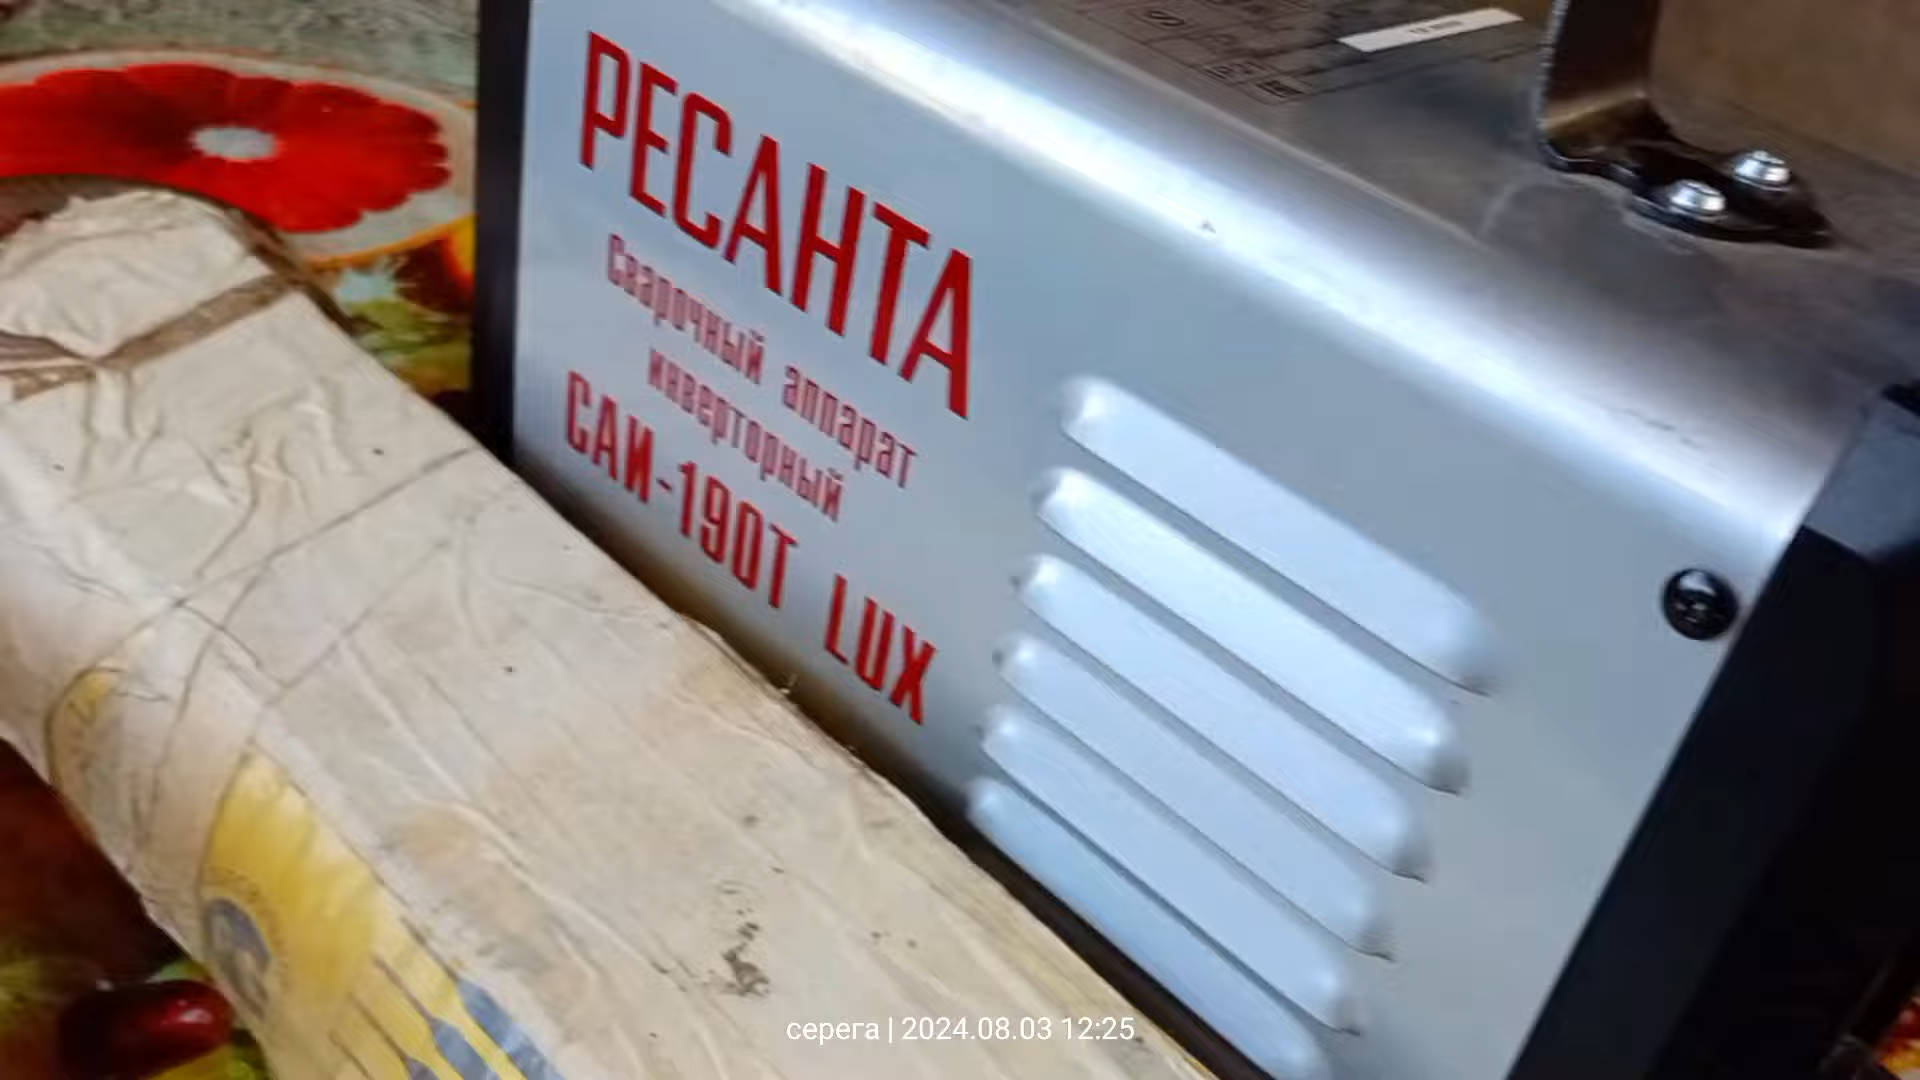 РЕСАНТА
Сварочный аппарат
инверторный
САИ-190Т LUX
серега | 2024.08.03 12:25